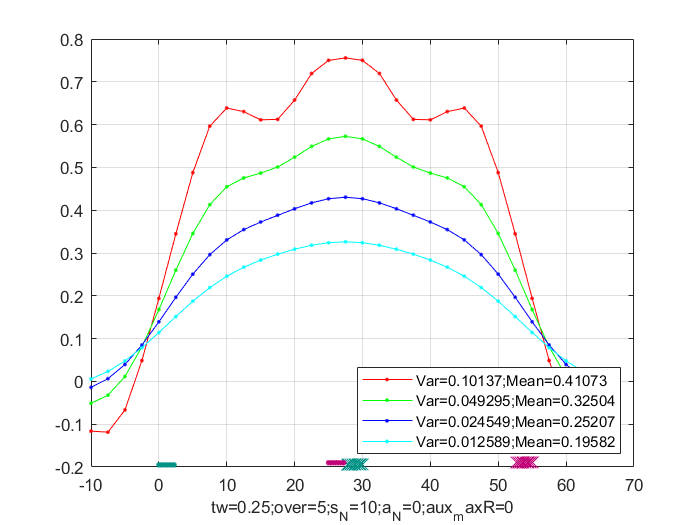 0.8
0.7
0.6
0.5
0.4
0.3
0.2
0.1
0
-0.1
-0.2
-10 0 10 20 30 40 50 60 70
Var=0.10137;Mean=0.41073
Var=0.049295;Mean=0.32504
Var=0.024549;Mean=0.25207
Var=0.012589;Mean=0.19582
tw=0.25;over=5;s_N=10;a_N=0;aux_maxR=0